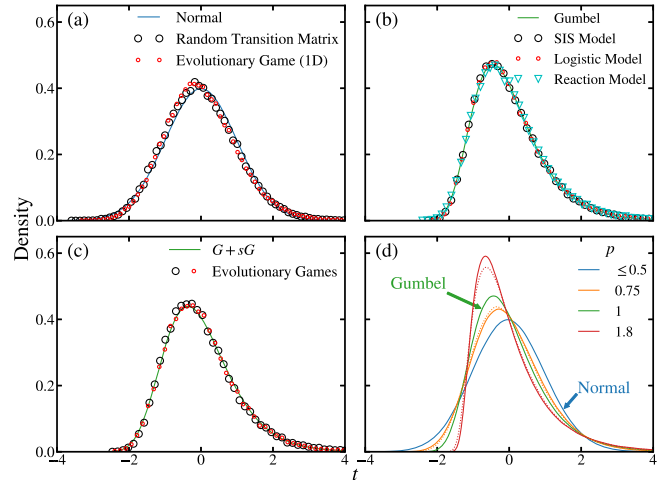 (a)
Normal
Random Transition Matrix
Evolutionary Game (1D)
0.6
0.4
0.2
0.0
(b)
Gumbel
SIS Model
Logistic Model
Reaction Model
Density
(c)
G + sG
Evolutionary Games
0.6
0.4
0.2
0.0
−4 −2 0 2 4
(d)
p
≤0.5
0.75
1
1.8
Gumbel
Normal
−4 −2 0 2 4
t